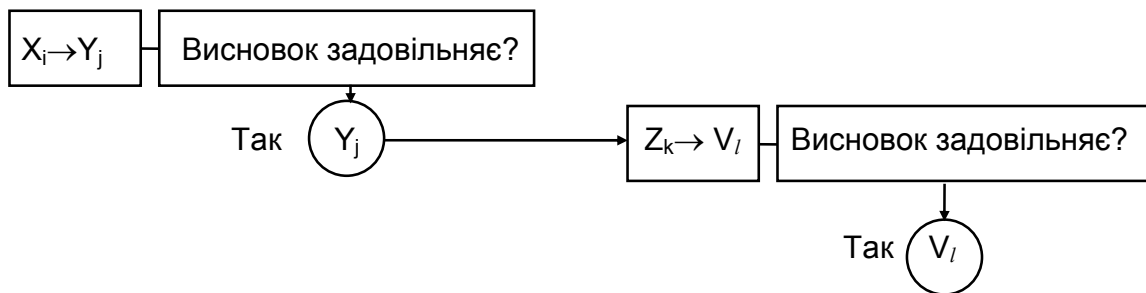 Xi→Yj
Висновок задовільняє?
Так
Yj
Zk→ Vl
Висновок задовільняє?
Так
Vl